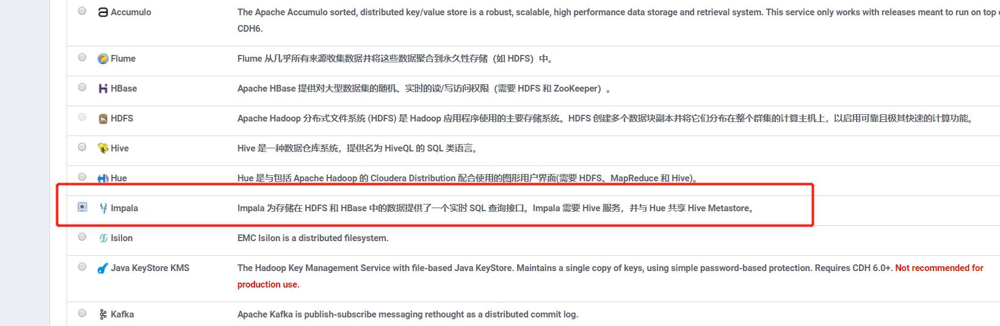 Accumulo
The Apache Accumulo sorted, distributed key/value store is a robust, scalable, high performance data storage and retrieval system. This service only works with releases meant to run on top
CDH6.
Flume
Flume 从几乎所有来源收集数据并将这些数据聚合到永久性存储（如 HDFS）中。
HBase
Apache HBase 提供对大型数据集的随机、实时的读/写访问权限（需要 HDFS 和 ZooKeeper）。
HDFS
Apache Hadoop 分布式文件系统 (HDFS) 是 Hadoop 应用程序使用的主要存储系统。HDFS 创建多个数据块副本并将它们分布在整个群集的计算主机上，以启用可靠且极其快速的计算功能。
Hive
Hive 是一种数据仓库系统，提供名为 HiveQL 的 SQL 类语言。
Hue
Hue 是与包括 Apache Hadoop 的 Cloudera Distribution 配合使用的图形用户界面(需要 HDFS、MapReduce 和 Hive)。
Impala
Impala 为存储在 HDFS 和 HBase 中的数据提供了一个实时 SQL 查询接口。Impala 需要 Hive 服务，并与 Hue 共享 Hive Metastore。
Isilon
EMC Isilon is a distributed filesystem.
Java KeyStore KMS
The Hadoop Key Management Service with file-based Java KeyStore. Maintains a single copy of keys, using simple password-based protection. Requires CDH 6.0+. Not recommended for
production use.
Kafka
Apache Kafka is publish-subscribe messaging rethought as a distributed commit log.